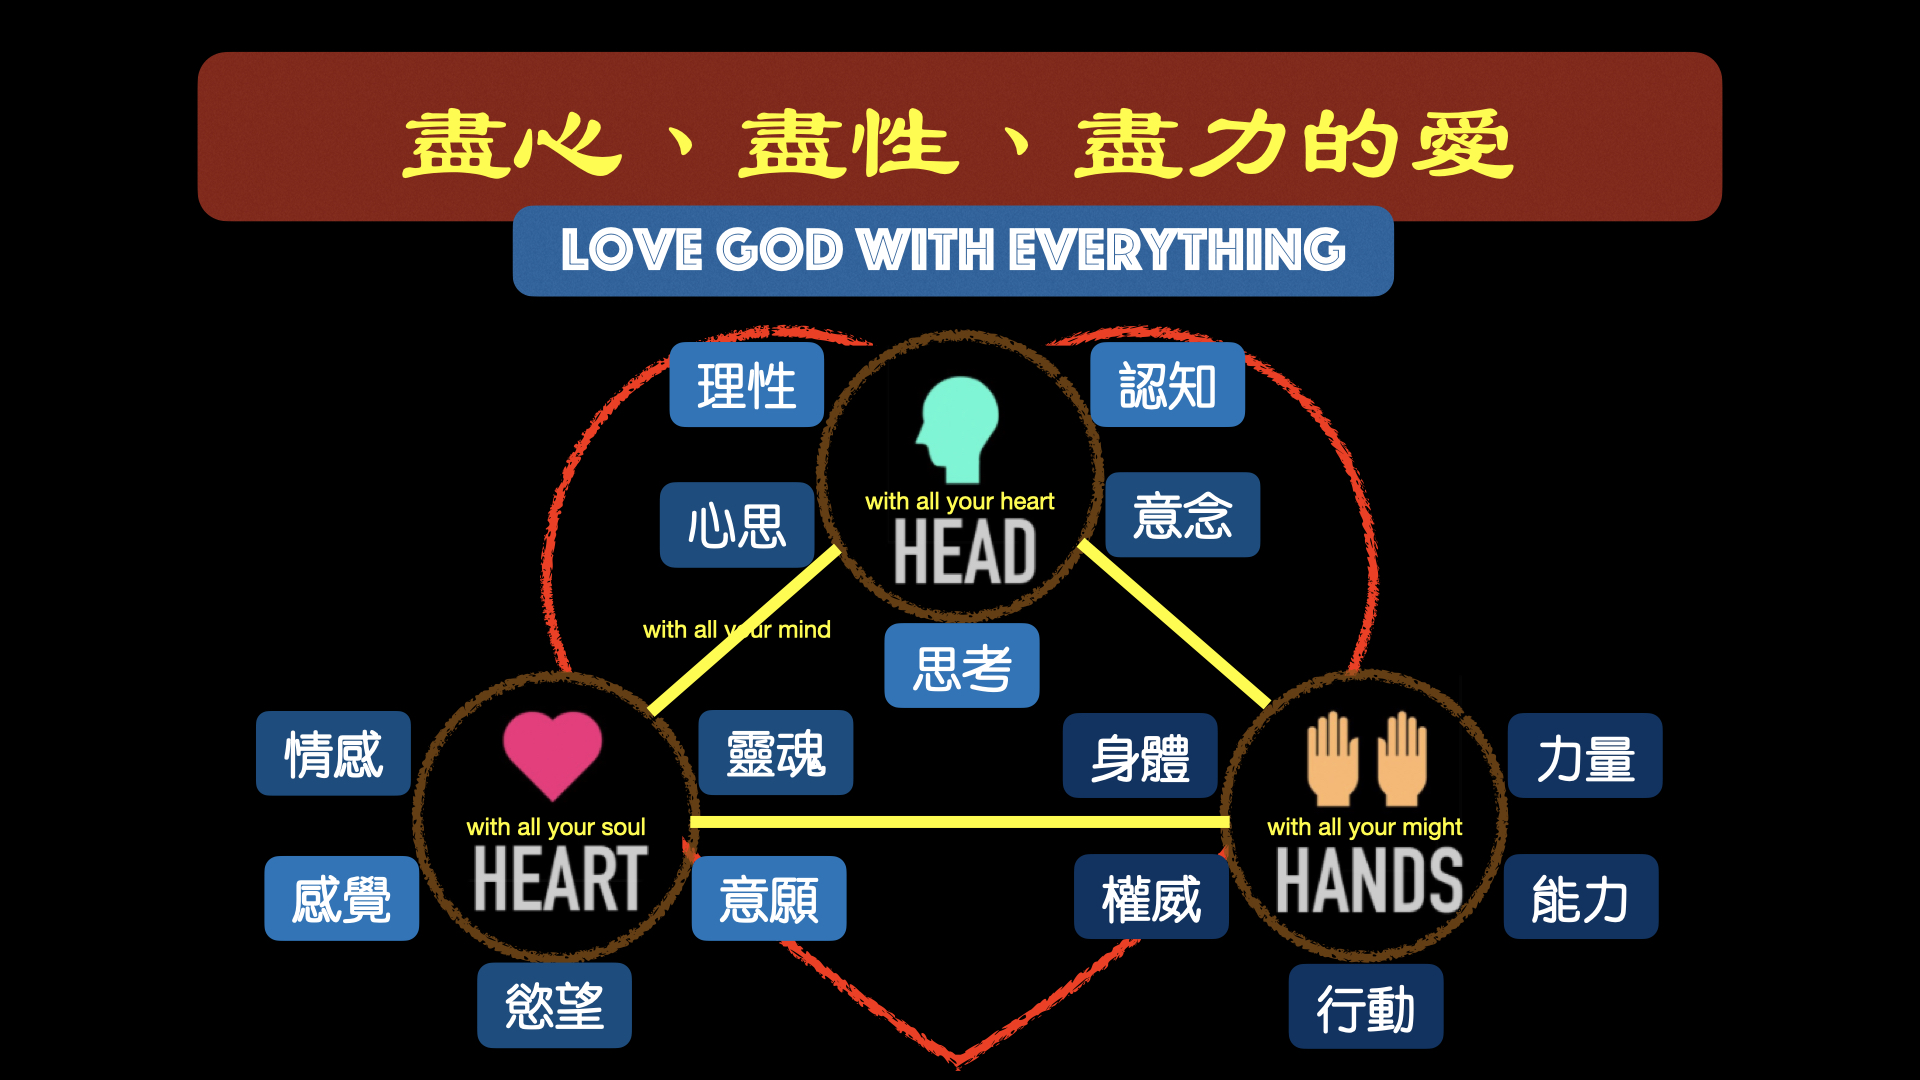 盡心、盡性、盡力的愛
LOVE GOD WITH EVERYTHING
理性
認知
with all your heart
HEAD
心思
意念
with all your mind
思考
情感
靈魂
身體
力量
with all your soul
HEART
with all your might
HANDS
感覺
意願
權威
能力
慾望
行動